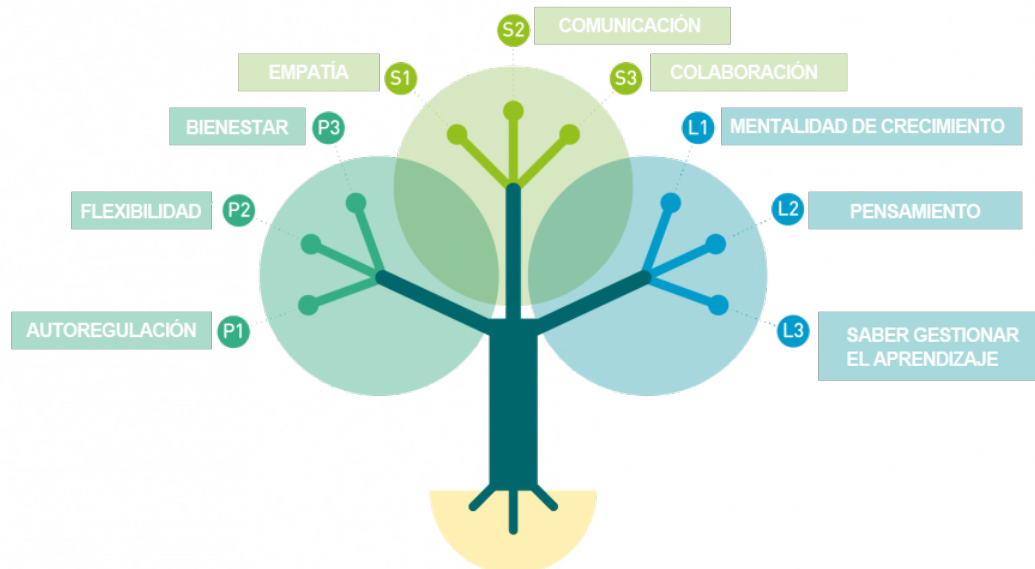 S2 COMUNICACIÓN
EMPATÍA S1
S3 COLABORACIÓN
BIENESTAR P3
L1 MENTALIDAD DE CRECIMIENTO
FLEXIBILIDAD P2
L2 PENSAMIENTO
AUTOREGULACIÓN P1
L3 SABER GESTIONAR
EL APRENDIZAJE